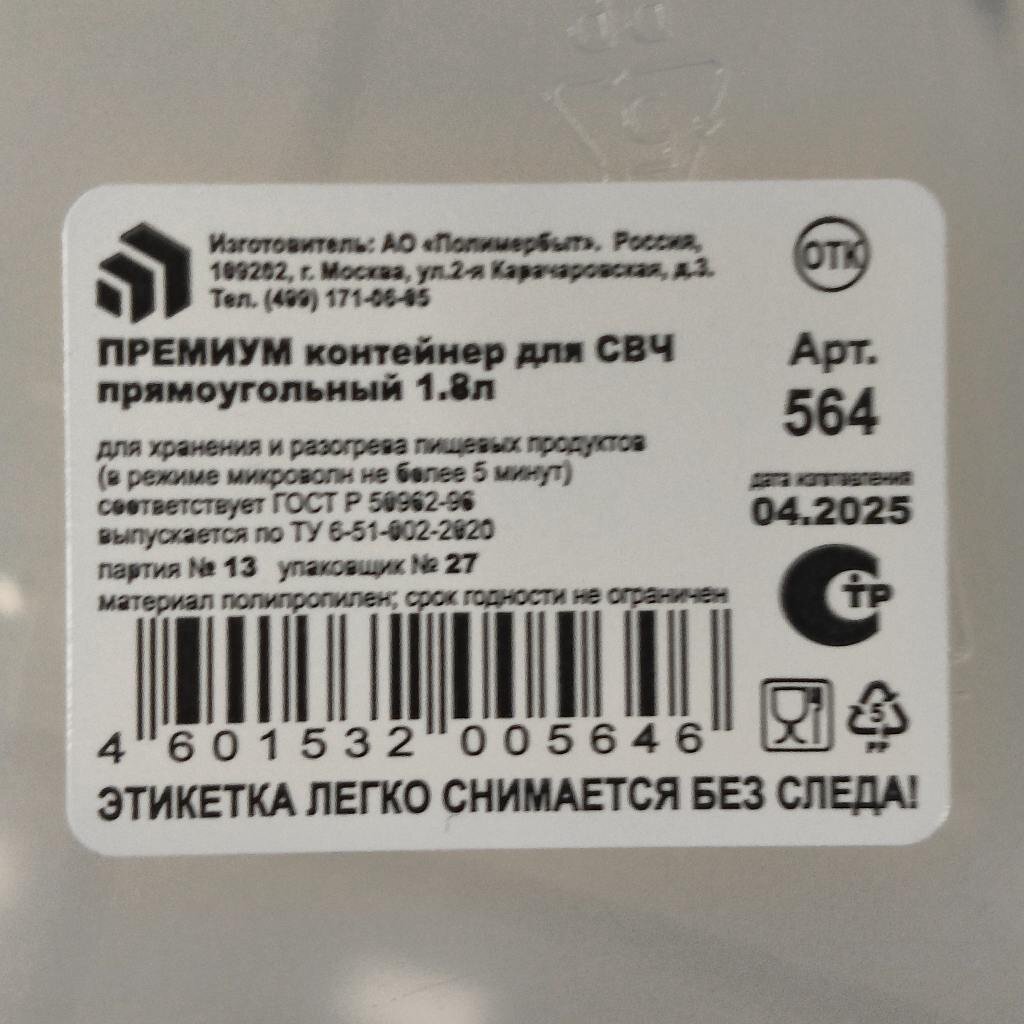 Изготовитель: АО «Полимербыт». Россия,
109202, г. Москва, ул.2-я Карачаровская, д.3.
Тел. (499) 171-06-05
ПРЕМИУМ контейнер для СВЧ
прямоугольный 1.8л
для хранения и разогрева пищевых продуктов
(в режиме микроволн не более 5 минут)
соответствует ГОСТ Р 50962-96
выпускается по ТУ 6-51-002-2020
партия № 13 упаковщик № 27
материал полипропилен; срок годности не ограничен
4 601532 005646
ОТК
Арт.
564
дата изготовления
04.2025
тР
5
PP
ЭТИКЕТКА ЛЕГКО СНИМАЕТСЯ БЕЗ СЛЕДА!